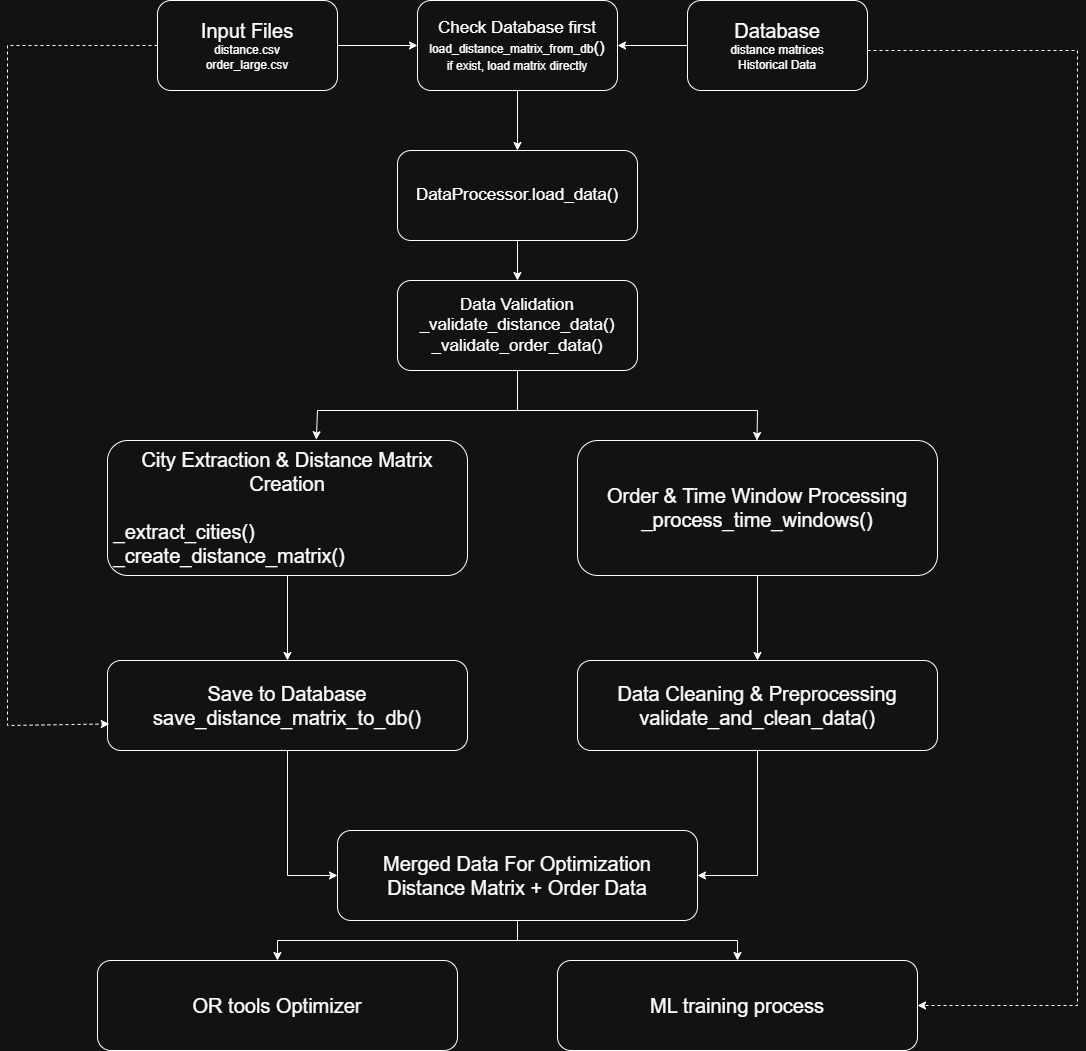 Input Files
distance.csv
order_large.csv
Check Database first
load_distance_matrix_from_db()
if exist, load matrix directly
Database
distance matrices
Historical Data
DataProcessor.load_data()
Data Validation
_validate_distance_data()
_validate_order_data()
City Extraction & Distance Matrix
Creation
_extract_cities()
_create_distance_matrix()
Order & Time Window Processing
_process_time_windows()
Save to Database
save_distance_matrix_to_db()
Data Cleaning & Preprocessing
validate_and_clean_data()
Merged Data For Optimization
Distance Matrix + Order Data
OR tools Optimizer
ML training process